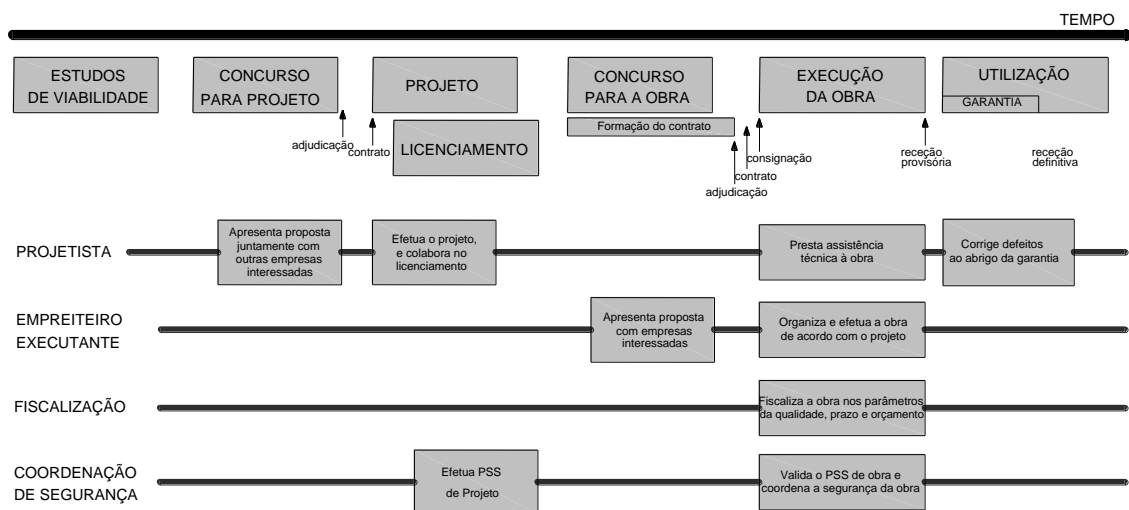 TEMPO
ESTUDOS
DE VIABILIDADE
CONCURSO
PARA PROJETO
PROJETO
CONCURSO
PARA A OBRA
EXECUÇÃO
DA OBRA
UTILIZAÇÃO
GARANTIA
Formação do contrato
LICENCIAMENTO
adjudicação
contrato
consignação
contrato
adjudicação
receção
provisória
receção
definitiva
PROJETISTA
Apresenta proposta
juntamente com
outras empresas
interessadas
Efetua o projeto,
e colabora no
licenciamento
Presta assistência
técnica à obra
Corrige defeitos
ao abrigo da garantia
EMPREITEIRO
EXECUTANTE
Apresenta proposta
com empresas
interessadas
Organiza e efetua a obra
de acordo com o projeto
FISCALIZAÇÃO
Fiscaliza a obra nos parâmetros
da qualidade, prazo e orçamento
COORDENAÇÃO
DE SEGURANÇA
Efetua PSS
de Projeto
Valida o PSS de obra e
coordena a segurança da obra